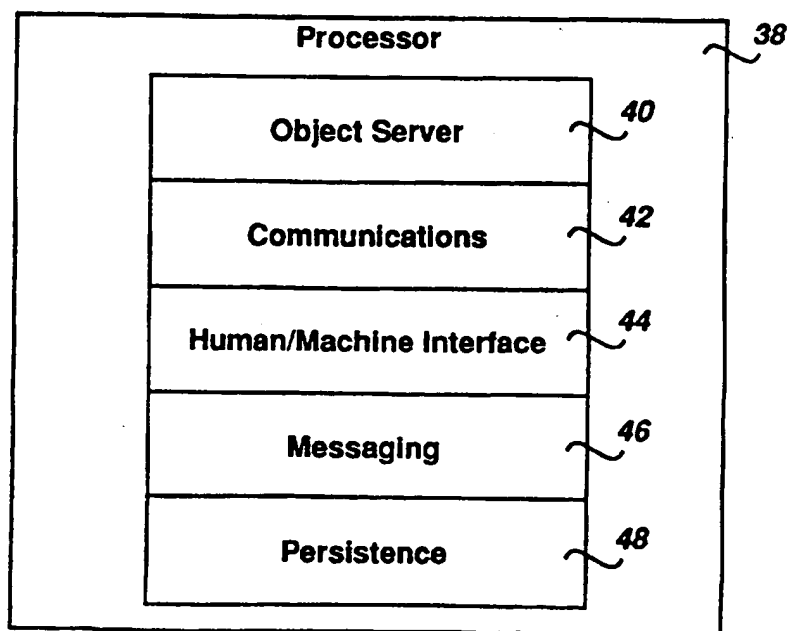 Processor 38
Object Server 40
Communications 42
Human/Machine Interface 44
Messaging 46
Persistence 48